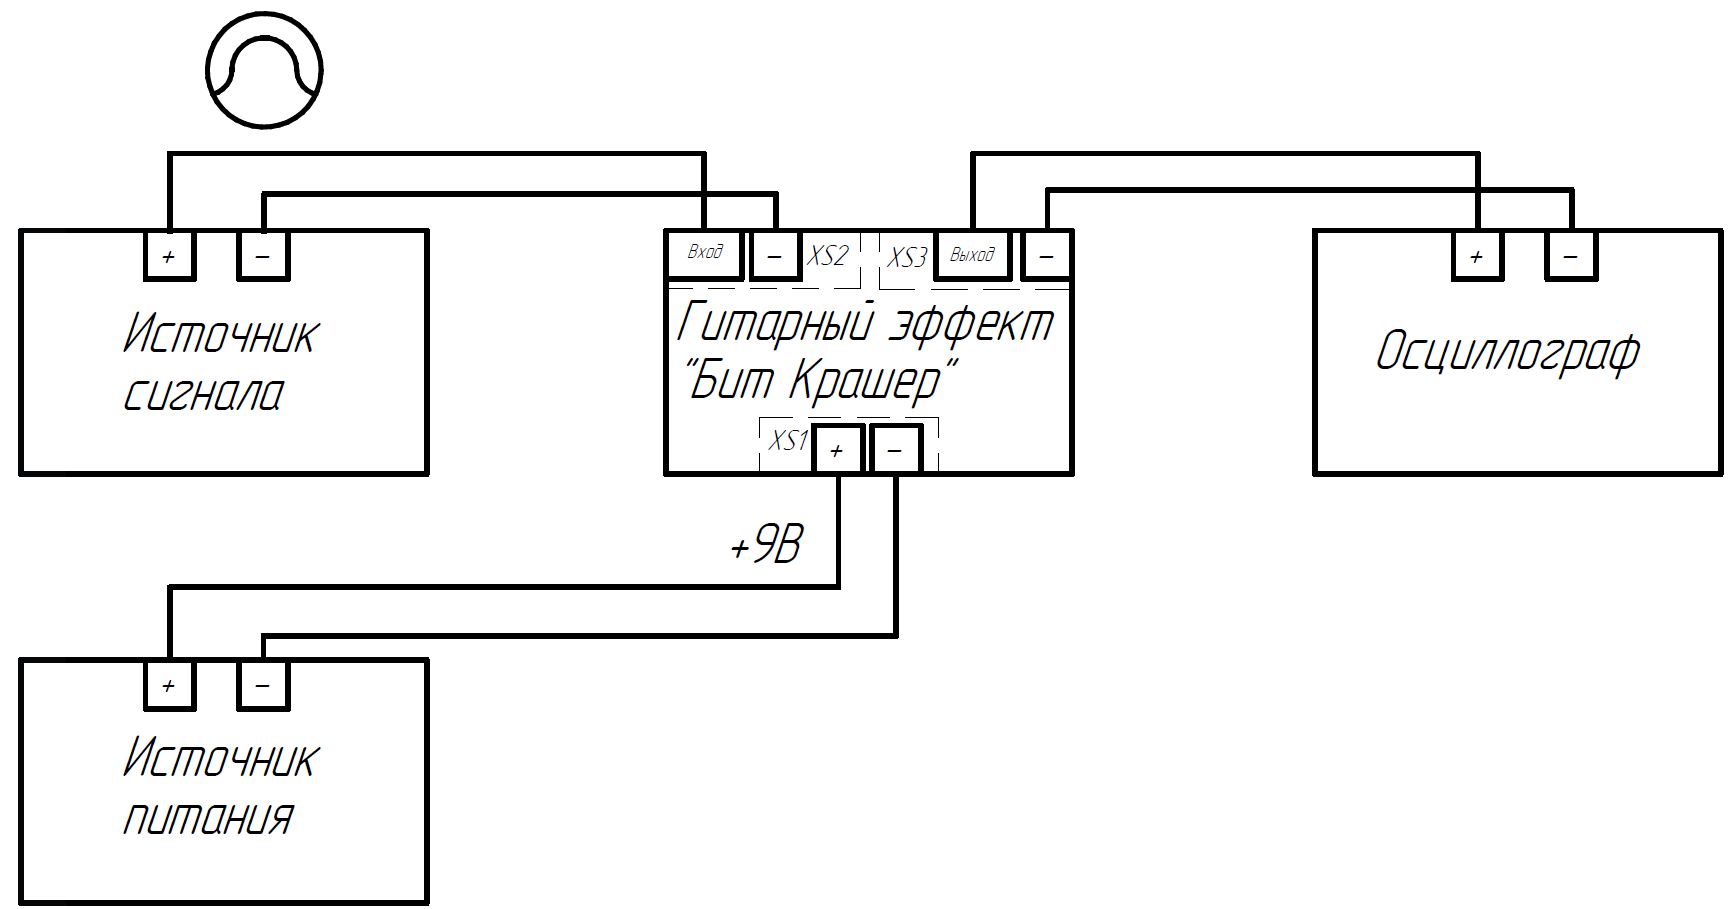 + −
Источник
сигнала
Вход − XS2 XS3 Выход −
Гитарный эффект
"Бит Крашер"
XS1 + −
+ −
Осциллограф
+9В
+ −
Источник
питания